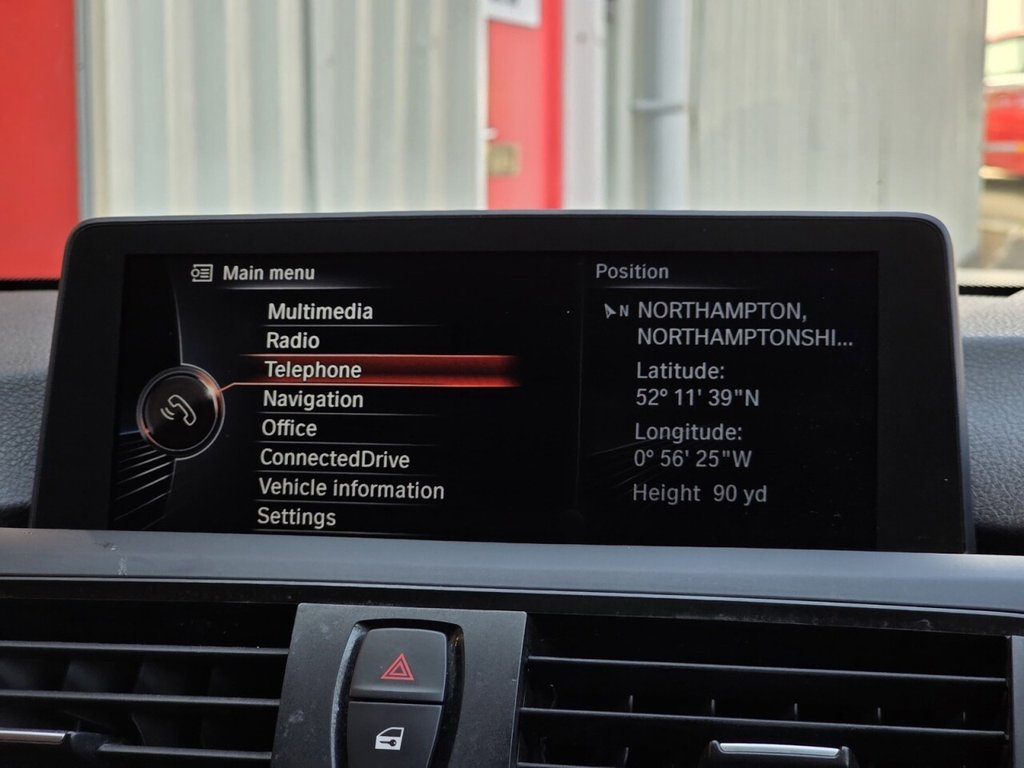 Main menu
Multimedia
Radio
Telephone
Navigation
Office
ConnectedDrive
Vehicle information
Settings
Position
N NORTHAMPTON,
NORTHAMPTONSHI...
Latitude:
52° 11' 39"N
Longitude:
0° 56' 25"W
Height 90 yd